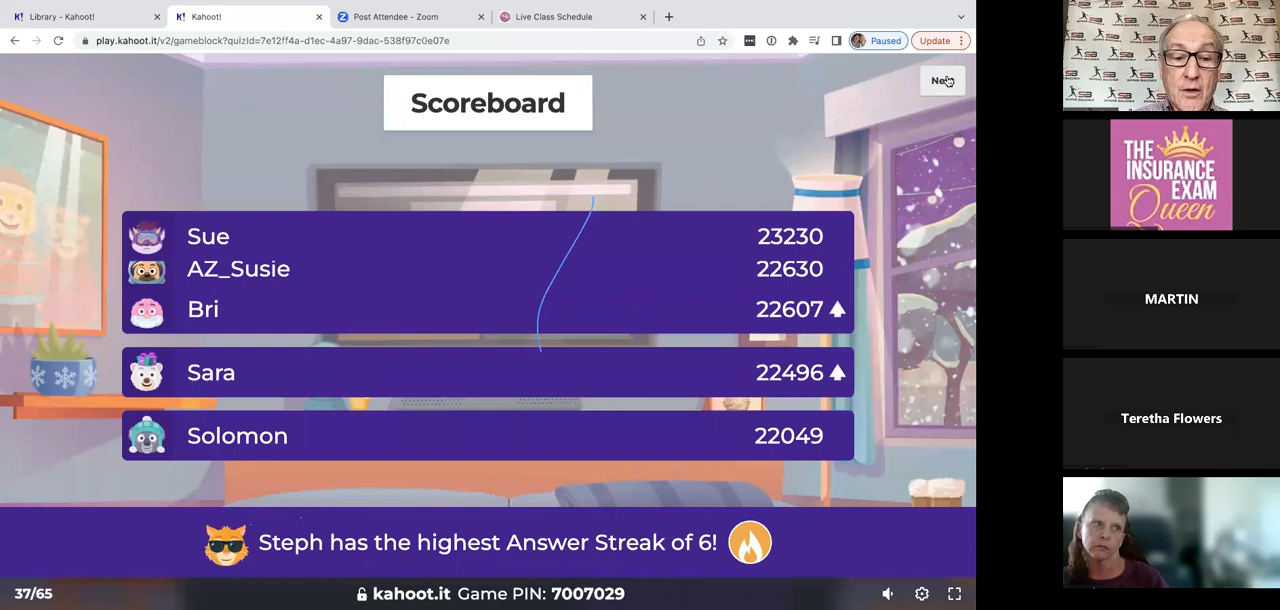 Library - Kahoot!
Kahoot!
Post Attendee - Zoom
Live Class Schedule
play.kahoot.it/v2/gameblock?quizId=7e12ff4a-d1ec-4a97-9dac-538f97c0e07e
Paused
Update
Scoreboard
Sue 23230
AZ_Susie 22630
Bri 22607
Sara 22496
Solomon 22049
Steph has the highest Answer Streak of 6!
37/65
kahoot.it Game PIN: 7007029
THE
INSURANCE
EXAM
Queen
MARTIN
Teretha Flowers